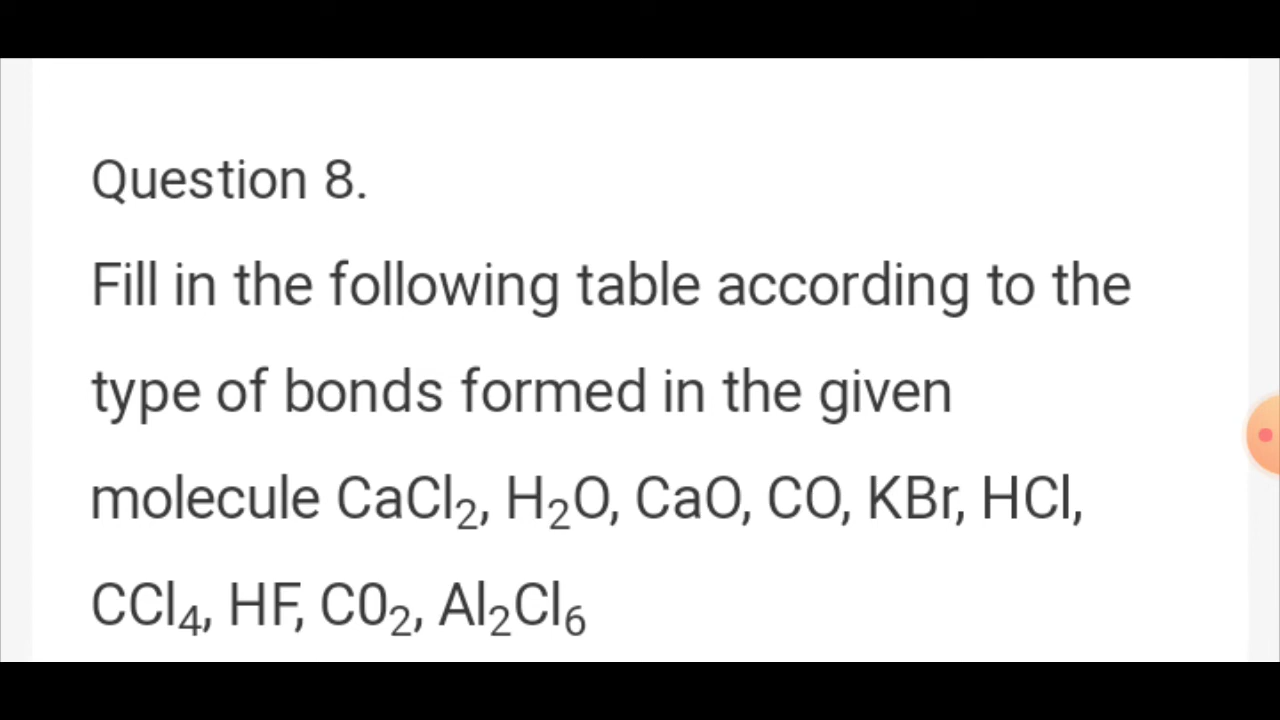 Question 8.
Fill in the following table according to the
type of bonds formed in the given
molecule CaCl₂, H₂O, CaO, CO, KBr, HCl,
CCl₄, HF, C0₂, Al₂Cl₆